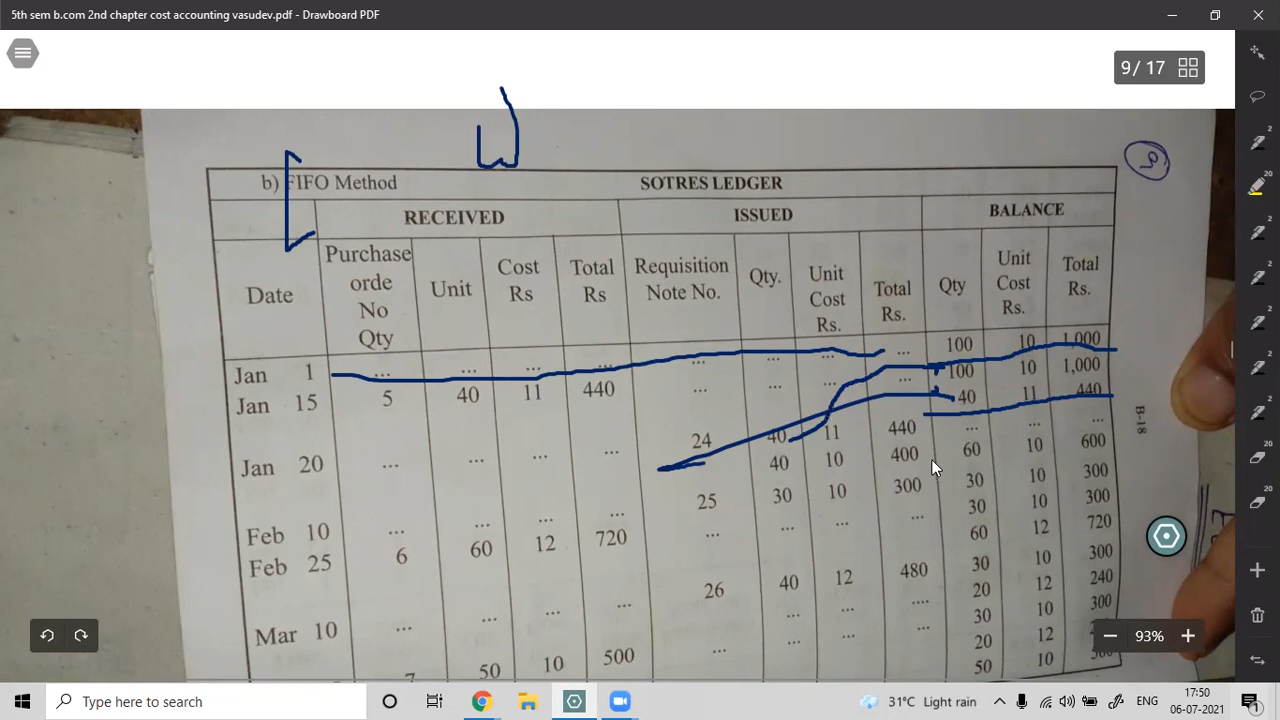 5th sem b.com 2nd chapter cost accounting vasudev.pdf - Drawboard PDF
9 / 17
b) FIFO Method SOTRES LEDGER
RECEIVED ISSUED BALANCE
Date Purchase orde No Qty Unit Cost Rs Total Rs Requisition Note No. Qty. Unit Cost Rs. Total Rs. Qty Unit Cost Rs. Total Rs.
Jan 1 ... ... ... ... ... ... ... ... 100 10 1,000
Jan 15 5 40 11 440 ... ... ... ... 100 10 1,000
40 11 440
24 40 11 440 ... ... ...
Jan 20 ... ... ... ... 40 10 400 60 10 600
25 30 10 300 30 10 300
Feb 10 ... ... ... ... ... ... ... ... 30 10 300
Feb 25 6 60 12 720 60 12 720
26 40 12 480 30 10 300
20 12 240
Mar 10 ... ... ... ... ... ... ... ... 30 10 300
20 12
50 10 500 50 10
B-18
93%
Type here to search
31°C Light rain
ENG
17:50
06-07-2021